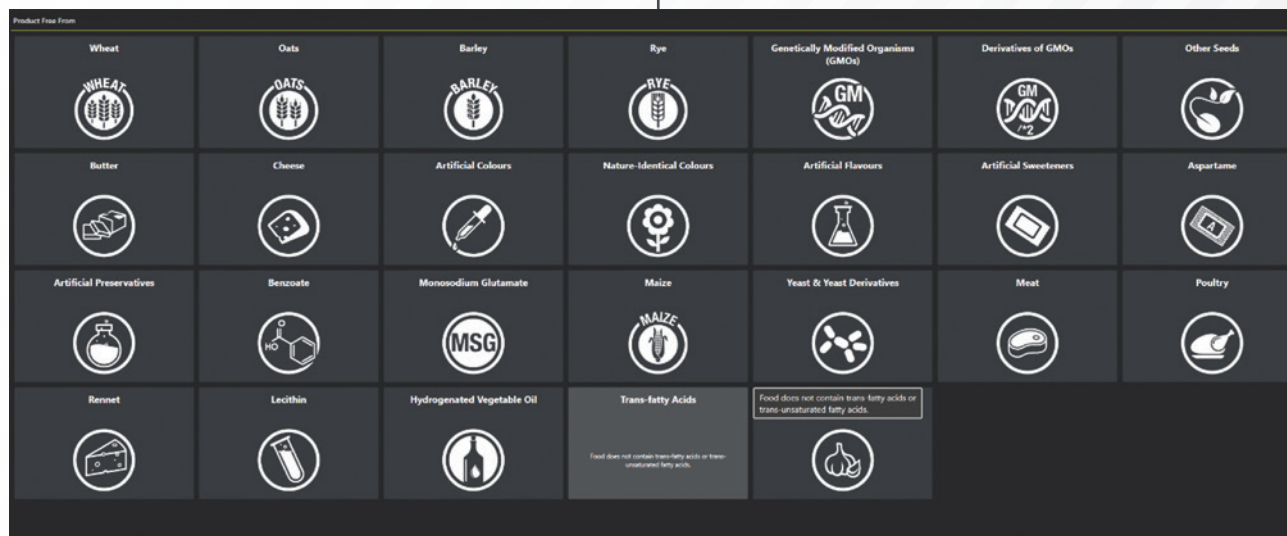 Product Free From
Wheat
Oats
Barley
Rye
Genetically Modified Organisms
(GMOs)
Derivatives of GMOs
Other Seeds
WHEAT
OATS
BARLEY
RYE
GM
GM
/*2
Butter
Cheese
Artificial Colours
Nature-Identical Colours
Artificial Flavours
Artificial Sweeteners
Aspartame
A
Artificial Preservatives
Benzoate
Monosodium Glutamate
Maize
Yeast & Yeast Derivatives
Meat
Poultry
O
HO
MSG
MAIZE
Rennet
Lecithin
Hydrogenated Vegetable Oil
Trans-fatty Acids
Food does not contain trans-fatty acids or
trans-unsaturated fatty acids.
Food does not contain trans-fatty acids or trans-
unsaturated fatty acids.